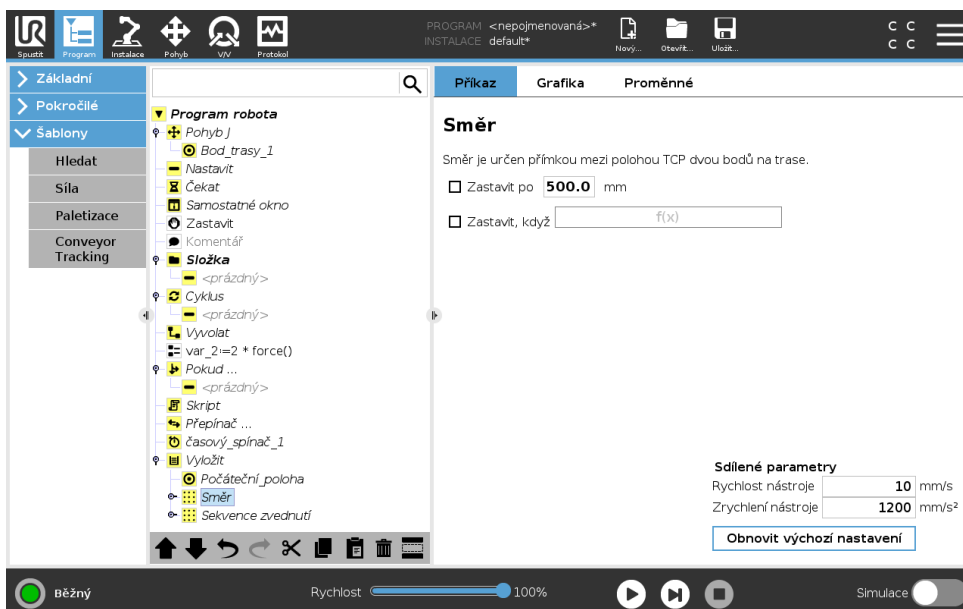 UR
PROGRAM <nepojmenovaná>*
INSTALACE default*
C C
C C
Spustit
Program
Instalace
Pohyb
V/V
Protokol
Nový...
Otevřít...
Uložit...
Základní
Pokročilé
Šablony
Hledat
Síla
Paletizace
Conveyor
Tracking
Program robota
Pohyb J
Bod_trasy_1
Nastavit
Čekat
Samostatné okno
Zastavit
Komentář
Složka
<prázdný>
Cyklus
<prázdný>
Vyvolat
var_2:=2 * force()
Pokud ...
<prázdný>
Skript
Přepínač ...
časový_spínač_1
Vyložit
Počáteční_poloha
Směr
Sekvence zvednutí
Příkaz Grafika Proměnné
Směr
Směr je určen přímkou mezi polohou TCP dvou bodů na trase.
Zastavit po 500.0 mm
Zastavit, když f(x)
Sdílené parametry
Rychlost nástroje 10 mm/s
Zrychlení nástroje 1200 mm/s²
Obnovit výchozí nastavení
Běžný
Rychlost 100%
Simulace